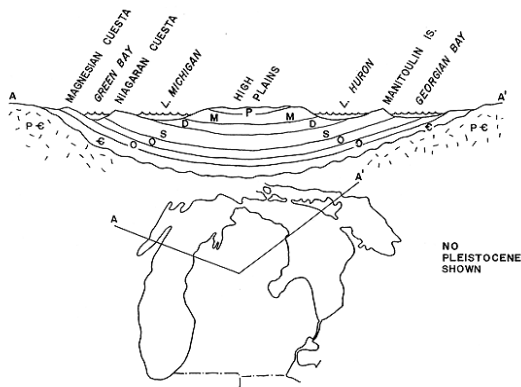 MAGNESIAN CUESTA
GREEN BAY
NIAGARAN CUESTA
L. MICHIGAN
HIGH
PLAINS
L. HURON
MANITOULIN IS.
GEORGIAN BAY
A
A'
M P M
D D
S S
P Є Є O O O O Є P Є
A'
A
NO
PLEISTOCENE
SHOWN